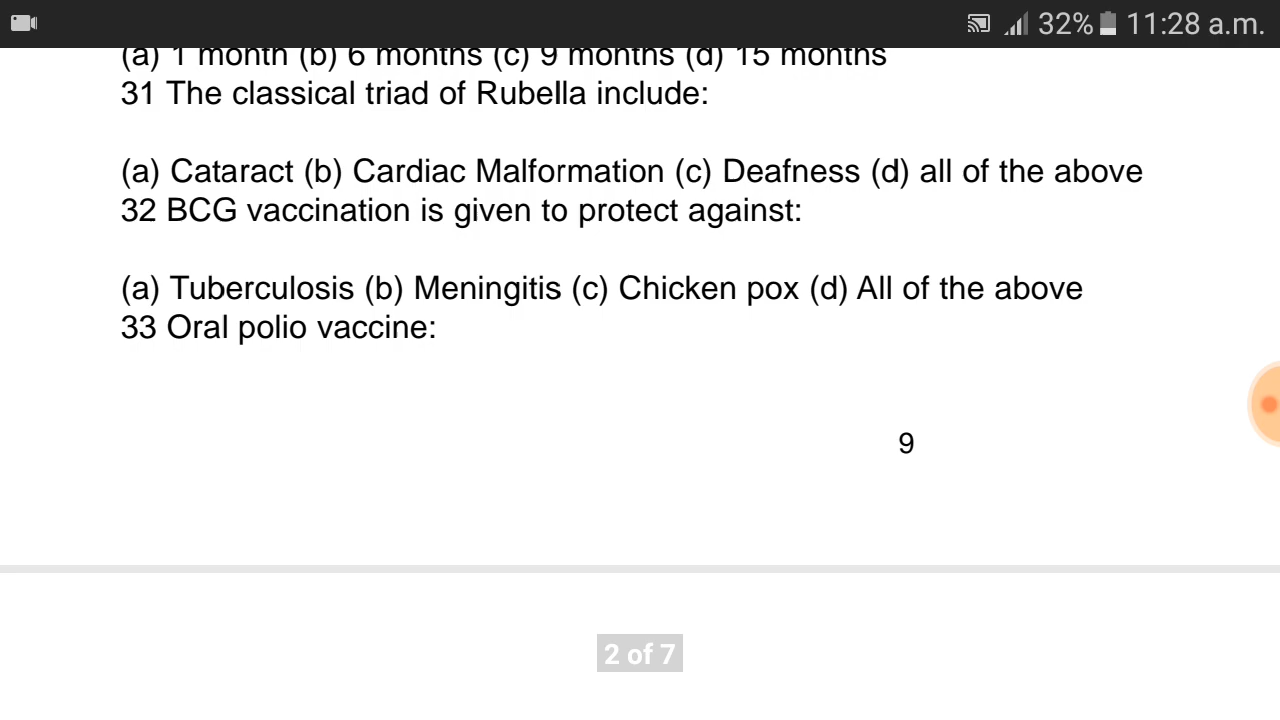 32% 11:28 a.m.
(a) 1 month (b) 6 months (c) 9 months (d) 15 months
31 The classical triad of Rubella include:
(a) Cataract (b) Cardiac Malformation (c) Deafness (d) all of the above
32 BCG vaccination is given to protect against:
(a) Tuberculosis (b) Meningitis (c) Chicken pox (d) All of the above
33 Oral polio vaccine:
9
2 of 7